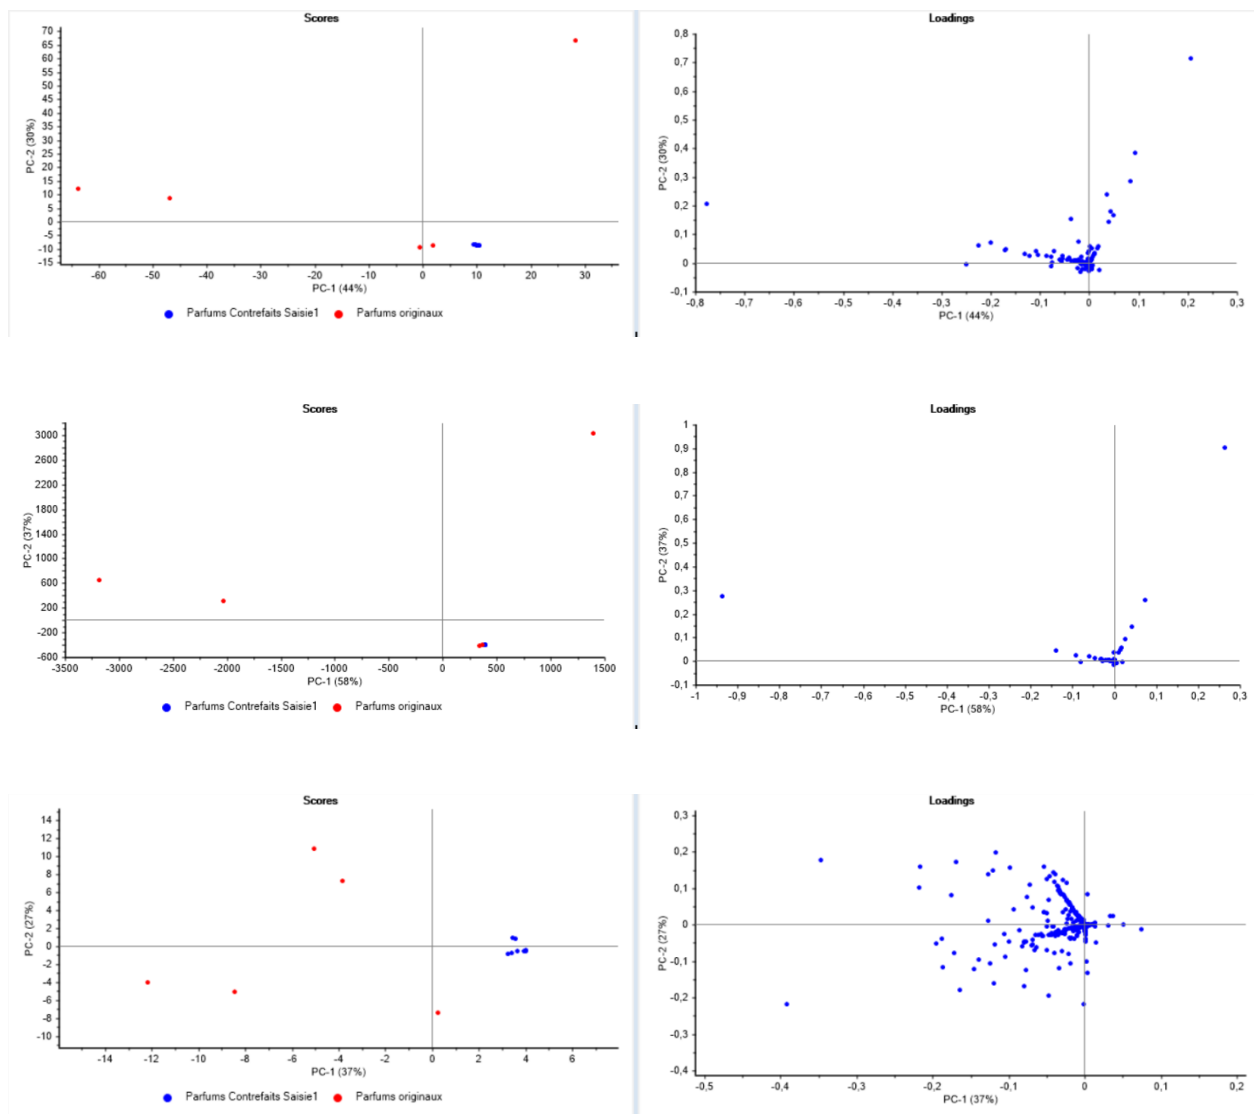 Scores
70
65
60
55
50
45
40
35
30
25
20
15
10
5
0
-5
-10
-15
PC-2 (30%)
-60 -50 -40 -30 -20 -10 0 10 20 30
PC-1 (44%)
Parfums Contrefaits Saisie1 Parfums originaux
Loadings
0,8
0,7
0,6
0,5
0,4
0,3
0,2
0,1
0
-0,1
PC-2 (30%)
-0,8 -0,7 -0,6 -0,5 -0,4 -0,3 -0,2 -0,1 0 0,1 0,2 0,3
PC-1 (44%)
Scores
3000
2600
2200
1800
1400
1000
600
200
-200
-600
PC-2 (37%)
-3500 -3000 -2500 -2000 -1500 -1000 -500 0 500 1000 1500
PC-1 (58%)
Parfums Contrefaits Saisie1 Parfums originaux
Loadings
1
0,9
0,8
0,7
0,6
0,5
0,4
0,3
0,2
0,1
0
-0,1
PC-2 (37%)
-1 -0,9 -0,8 -0,7 -0,6 -0,5 -0,4 -0,3 -0,2 -0,1 0 0,1 0,2 0,3
PC-1 (58%)
Scores
14
12
10
8
6
4
2
0
-2
-4
-6
-8
-10
PC-2 (27%)
-14 -12 -10 -8 -6 -4 -2 0 2 4 6
PC-1 (37%)
Parfums Contrefaits Saisie1 Parfums originaux
Loadings
0,3
0,2
0,1
0
-0,1
-0,2
-0,3
-0,4
PC-2 (27%)
-0,5 -0,4 -0,3 -0,2 -0,1 0 0,1 0,2
PC-1 (37%)